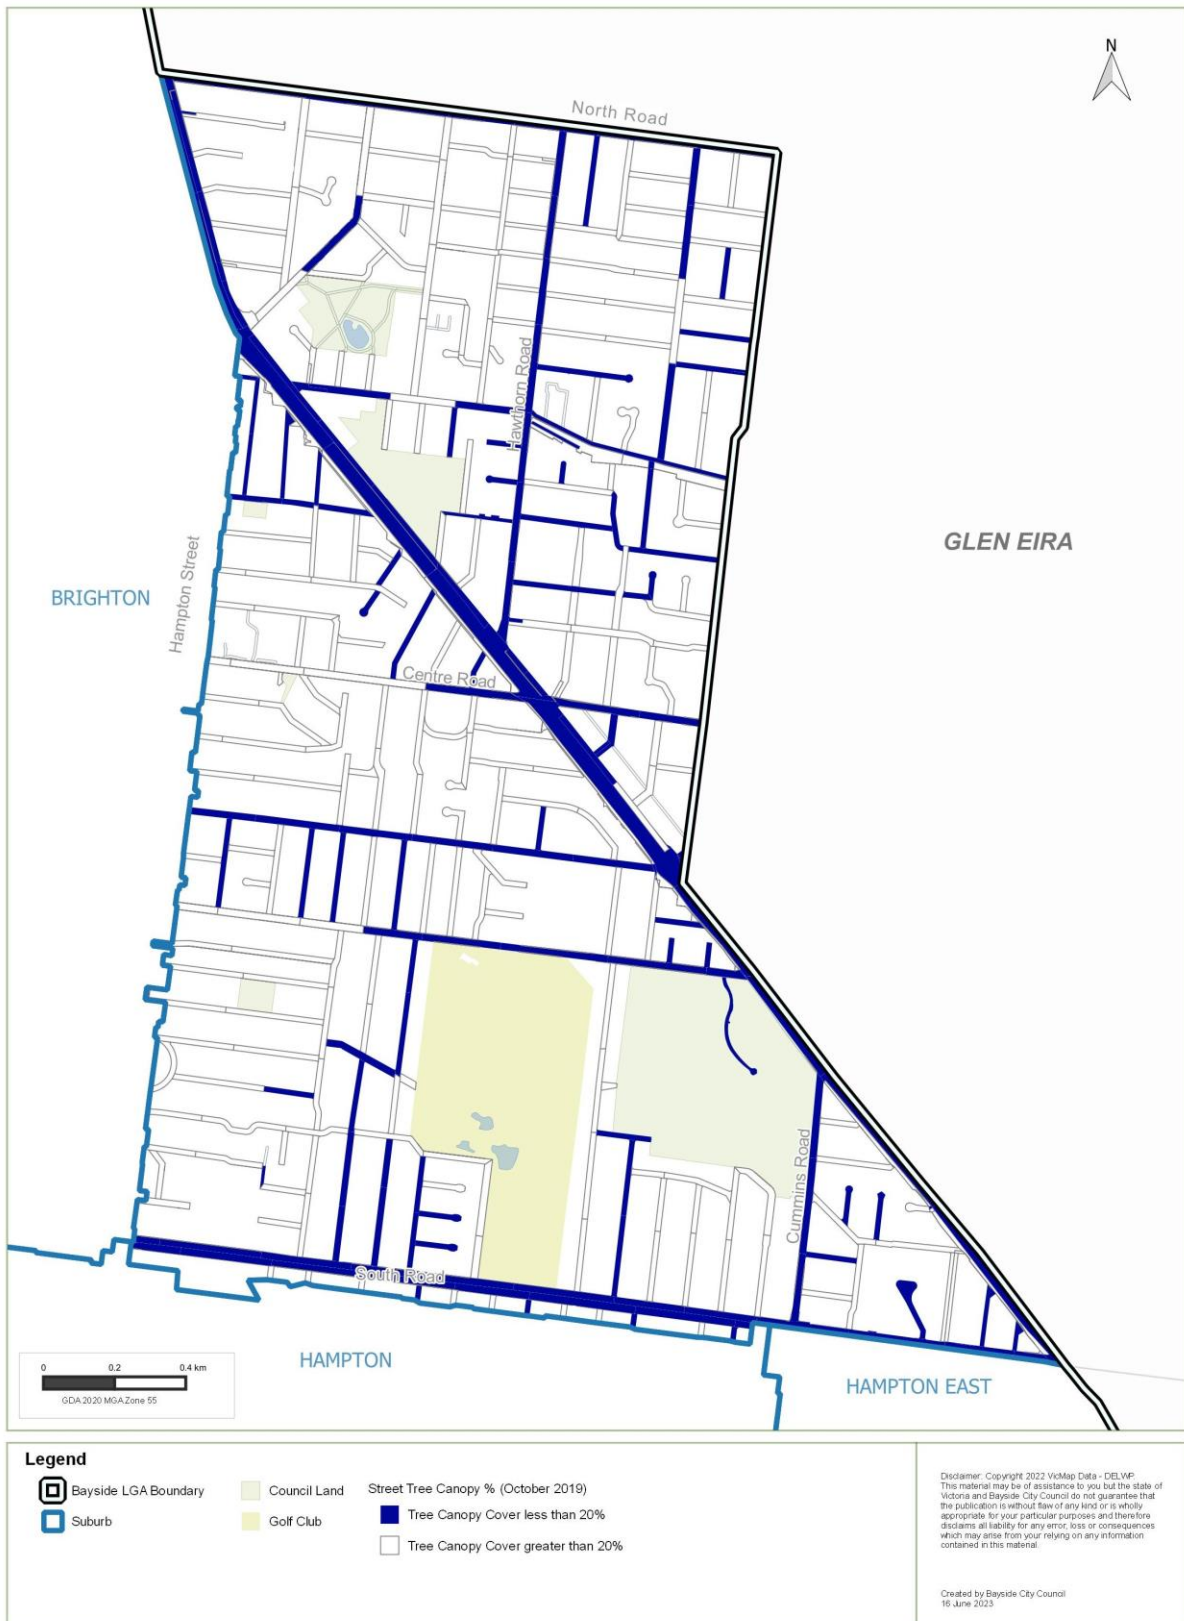 N
North Road
Hawthorn Road
GLEN EIRA
Hampton Street
BRIGHTON
Centre Road
Cummins Road
South Road
HAMPTON
HAMPTON EAST
0 0.2 0.4 km
GDA 2020 MGA Zone 55
Legend
Bayside LGA Boundary
Suburb
Council Land
Golf Club
Street Tree Canopy % (October 2019)
Tree Canopy Cover less than 20%
Tree Canopy Cover greater than 20%
Disclaimer: Copyright 2022 VicMap Data - DELWP.
This material may be of assistance to you but the state of
Victoria and Bayside City Council do not guarantee that
the publication is without flaw of any kind or is wholly
appropriate for your particular purposes and therefore
disclaims all liability for any error, loss or consequences
which may arise from your relying on any information
contained in this material.
Created by Bayside City Council
16 June 2023